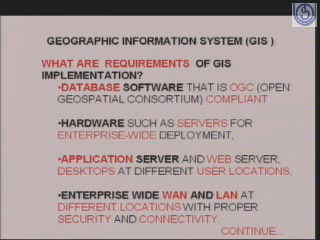 GEOGRAPHIC INFORMATION SYSTEM (GIS )
WHAT ARE REQUIREMENTS OF GIS
IMPLEMENTATION?
•DATABASE SOFTWARE THAT IS OGC (OPEN
GEOSPATIAL CONSORTIUM) COMPLIANT
•HARDWARE SUCH AS SERVERS FOR
ENTERPRISE-WIDE DEPLOYMENT,
•APPLICATION SERVER AND WEB SERVER,
DESKTOPS AT DIFFERENT USER LOCATIONS,
•ENTERPRISE WIDE WAN AND LAN AT
DIFFERENT LOCATIONS WITH PROPER
SECURITY AND CONNECTIVITY.
CONTINUE...